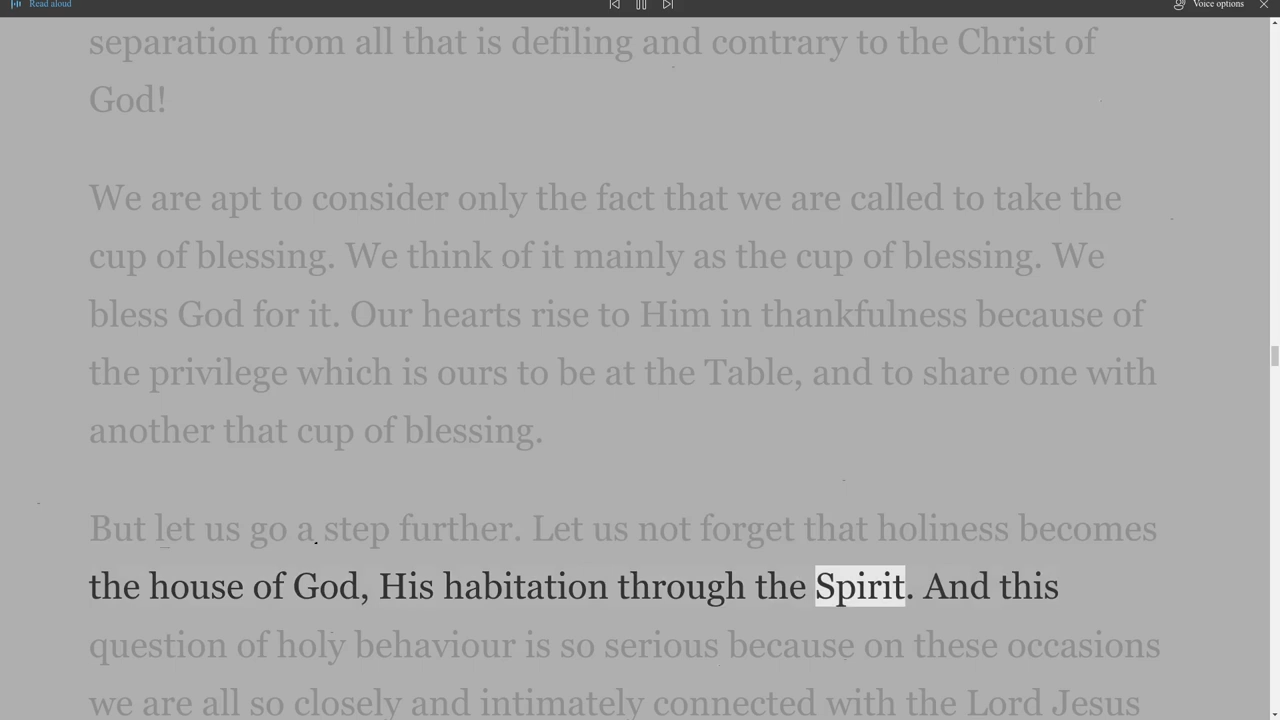 Read aloud
Voice options
separation from all that is defiling and contrary to the Christ of
God!
We are apt to consider only the fact that we are called to take the
cup of blessing. We think of it mainly as the cup of blessing. We
bless God for it. Our hearts rise to Him in thankfulness because of
the privilege which is ours to be at the Table, and to share one with
another that cup of blessing.
But let us go a step further. Let us not forget that holiness becomes
the house of God, His habitation through the Spirit. And this
question of holy behaviour is so serious because on these occasions
we are all so closely and intimately connected with the Lord Jesus